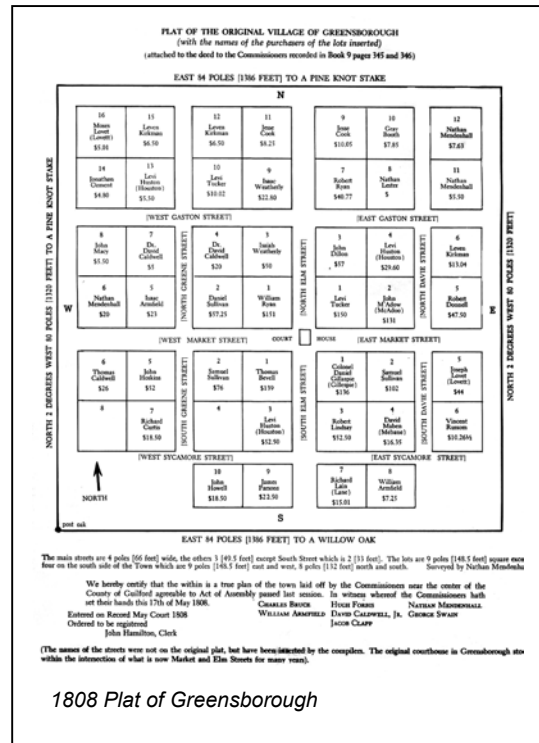 PLAT OF THE ORIGINAL VILLAGE OF GREENSBOROUGH
(with the names of the purchasers of the lots inserted)
(attached to the deed to the Commissioners recorded in Book 9 pages 345 and 346)
EAST 84 POLES [1386 FEET] TO A PINE KNOT STAKE
N
16
Moses
Lovett
(Lovett)
$5.01
15
Leven
Kirkman
$6.50
12
Leven
Kirkman
$6.50
11
Jesse
Cook
$8.25
9
Jesse
Cook
$10.05
10
Gray
Booth
$7.85
12
Nathan
Mendenhall
$7.65
14
Jonathan
Clement
$4.80
13
Levi
Huston
(Houston)
$5.50
10
Levi
Tucker
$10.02
9
Isaac
Weatherly
$22.80
7
Robert
Ryan
$40.77
8
Nathan
Lester
$
11
Nathan
Mendenhall
$5.50
[WEST GASTON STREET]
[EAST GASTON STREET]
8
John
Macy
$5.50
7
Dr.
David
Caldwell
$5
4
Dr.
David
Caldwell
$20
3
Isaiah
Weatherly
$50
3
John
Dillon
$57
4
Levi
Huston
(Houston)
$29.60
6
Leven
Kirkman
$13.04
6
Nathan
Mendenhall
$20
5
Isaac
Armfield
$23
2
Daniel
Sullivan
$57.25
1
William
Ryan
$151
1
Levi
Tucker
$150
2
John
M'Adow
(McAdoo)
$131
5
Robert
Donnell
$47.50
[NORTH GREENE STREET]
[NORTH ELM STREET]
[NORTH DAVIE STREET]
W
E
NORTH 2 DEGREES WEST 80 POLES [1320 FEET] TO A PINE KNOT STAKE
NORTH 2 DEGREES WEST 80 POLES [1320 FEET]
[WEST MARKET STREET]
COURT HOUSE
[EAST MARKET STREET]
6
Thomas
Caldwell
$26
5
John
Hoskins
$52
2
Samuel
Sullivan
$76
1
Thomas
Bevell
$159
1
Colonel
Daniel
Gillaspie
(Gillespie)
$136
2
Samuel
Sullivan
$102
5
Joseph
Lovet
(Lovett)
$44
8
7
Richard
Curtis
$18.50
4
3
Levi
Huston
(Houston)
$52.50
3
Robert
Lindsay
$52.50
4
David
Maben
(Mebane)
$16.35
6
Vincent
Ransom
$10.26½
[SOUTH GREENE STREET]
[SOUTH ELM STREET]
[SOUTH DAVIE STREET]
[WEST SYCAMORE STREET]
[EAST SYCAMORE STREET]
10
John
Howell
$18.50
9
James
Parsons
$22.50
7
Richard
Lain
(Lane)
$15.01
8
William
Armfield
$7.25
NORTH
S
post oak
EAST 84 POLES [1386 FEET] TO A WILLOW OAK
The main streets are 4 poles [66 feet] wide, the others 3 [49.5 feet] except South Street which is 2 [33 feet]. The lots are 9 poles [148.5 feet] square exce
four on the south side of the Town which are 9 poles [148.5 feet] east and west, 8 poles [132 feet] north and south. Surveyed by Nathan Mendenha
We hereby certify that the within is a true plan of the town laid off by the Commissioners near the center of the
County of Guilford agreeable to Act of Assembly passed last session. In witness whereof the Commissioners hath
set their hands this 17th of May 1808.
CHARLES BRUCE HUGH FORBIS NATHAN MENDENHALL
Entered on Record May Court 1808 WILLIAM ARMFIELD DAVID CALDWELL, JR. GEORGE SWAIN
Ordered to be registered JACOB CLAPP
John Hamilton, Clerk
(The names of the streets were not on the original plat, but have been inserted by the compilers. The original courthouse in Greensborough stoo
within the intersection of what is now Market and Elm Streets for many years).
1808 Plat of Greensborough